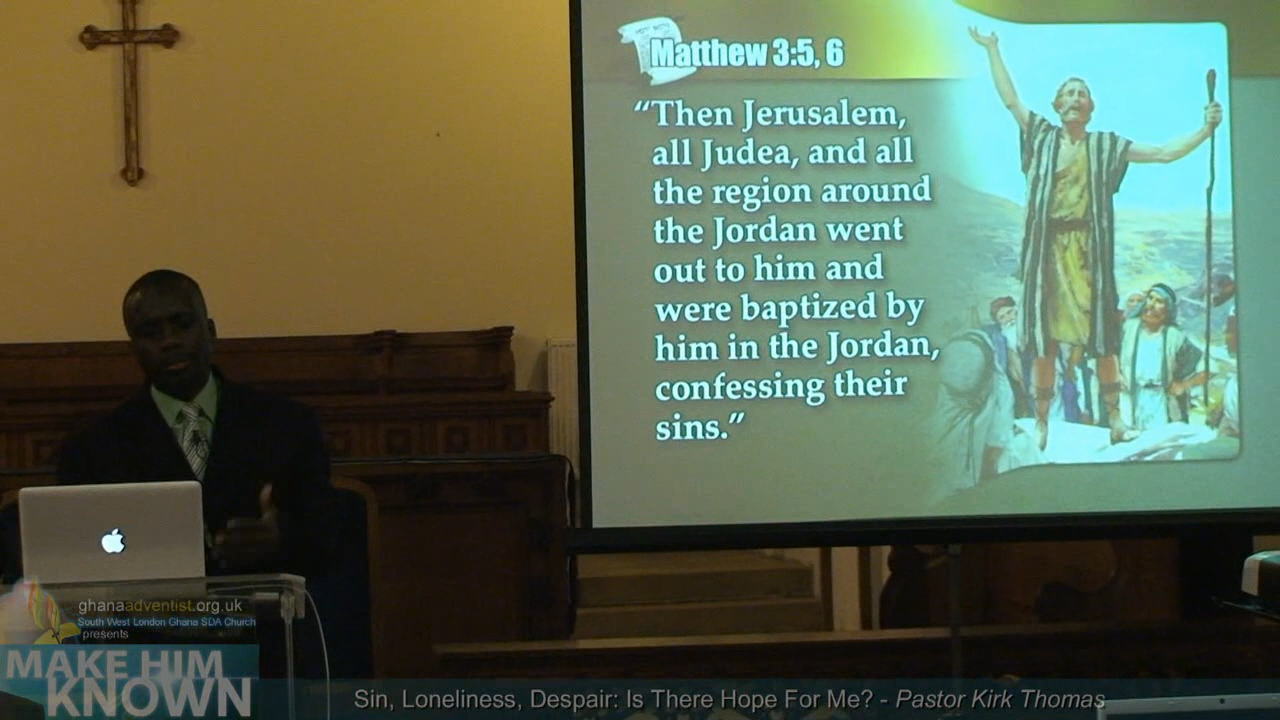 Matthew 3:5, 6
“Then Jerusalem,
all Judea, and all
the region around
the Jordan went
out to him and
were baptized by
him in the Jordan,
confessing their
sins.”
ghanaadventist.org.uk
South West London Ghana SDA Church
presents
MAKE HIM
KNOWN
Sin, Loneliness, Despair: Is There Hope For Me? - Pastor Kirk Thomas